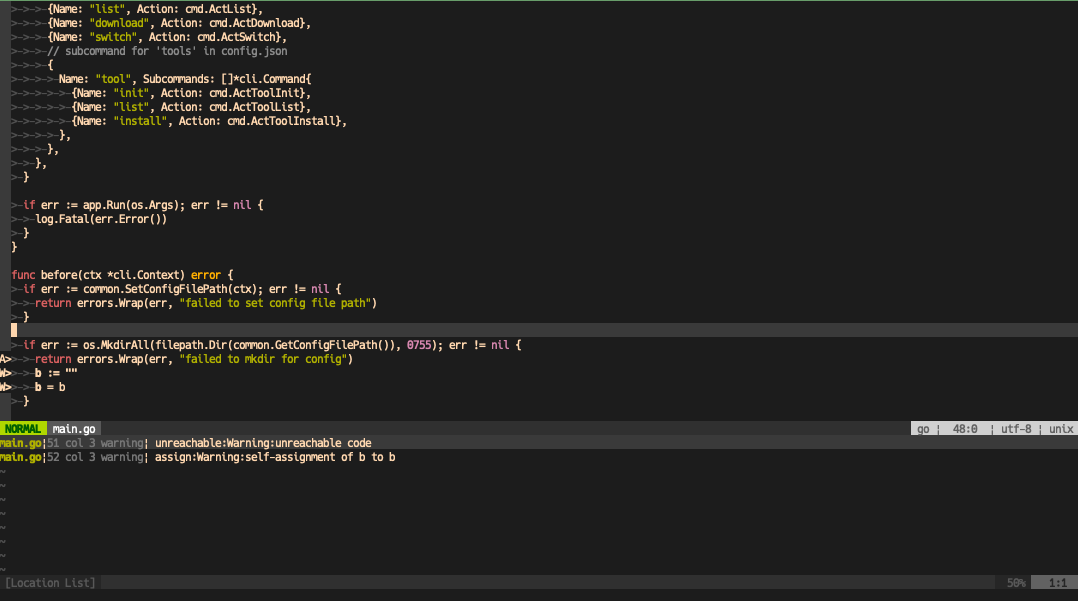 >–>–>–{Name: "list", Action: cmd.ActList},
>–>–>–{Name: "download", Action: cmd.ActDownload},
>–>–>–{Name: "switch", Action: cmd.ActSwitch},
>–>–>–// subcommand for 'tools' in config.json
>–>–>–{
>–>–>–>–Name: "tool", Subcommands: []*cli.Command{
>–>–>–>–>–{Name: "init", Action: cmd.ActToolInit},
>–>–>–>–>–{Name: "list", Action: cmd.ActToolList},
>–>–>–>–>–{Name: "install", Action: cmd.ActToolInstall},
>–>–>–>–},
>–>–>–},
>–>–},
>–}
>–if err := app.Run(os.Args); err != nil {
>–>–log.Fatal(err.Error())
>–}
}
func before(ctx *cli.Context) error {
>–if err := common.SetConfigFilePath(ctx); err != nil {
>–>–return errors.Wrap(err, "failed to set config file path")
>–}
>–if err := os.MkdirAll(filepath.Dir(common.GetConfigFilePath()), 0755); err != nil {
A>>–>–return errors.Wrap(err, "failed to mkdir for config")
W>>–>–b := ""
W>>–>–b = b
>–}
NORMAL main.go go ¦ 48:0 ¦ utf-8 ¦ unix
main.go¦51 col 3 warning¦ unreachable:Warning:unreachable code
main.go¦52 col 3 warning¦ assign:Warning:self-assignment of b to b
~
~
~
~
~
~
~
~
[Location List] 50% 1:1